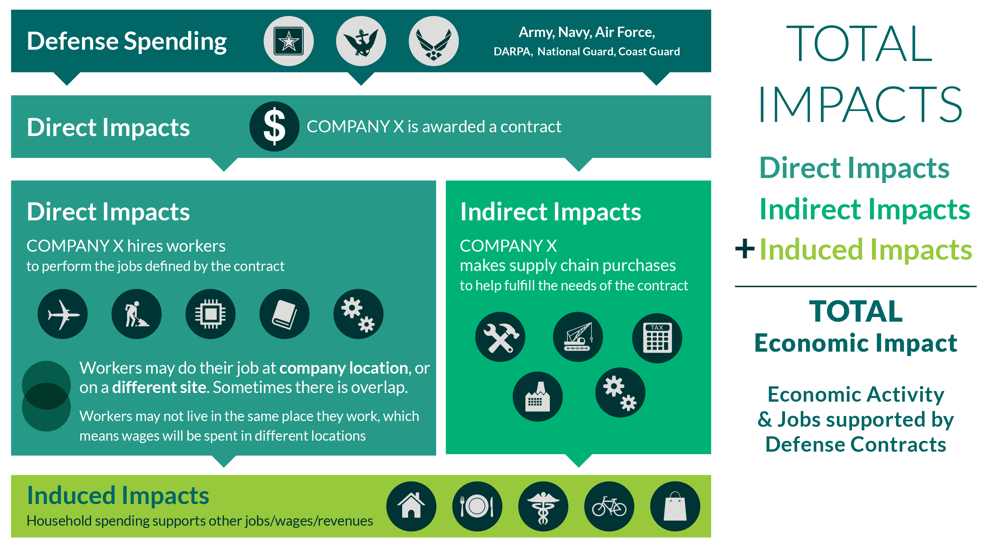 Defense Spending
Army, Navy, Air Force,
DARPA, National Guard, Coast Guard
Direct Impacts
$
COMPANY X is awarded a contract
Direct Impacts
COMPANY X hires workers
to perform the jobs defined by the contract
Workers may do their job at company location, or
on a different site. Sometimes there is overlap.
Workers may not live in the same place they work, which
means wages will be spent in different locations
Indirect Impacts
COMPANY X
makes supply chain purchases
to help fulfill the needs of the contract
TAX
Induced Impacts
Household spending supports other jobs/wages/revenues
TOTAL
IMPACTS
Direct Impacts
Indirect Impacts
+ Induced Impacts
TOTAL
Economic Impact
Economic Activity
& Jobs supported by
Defense Contracts